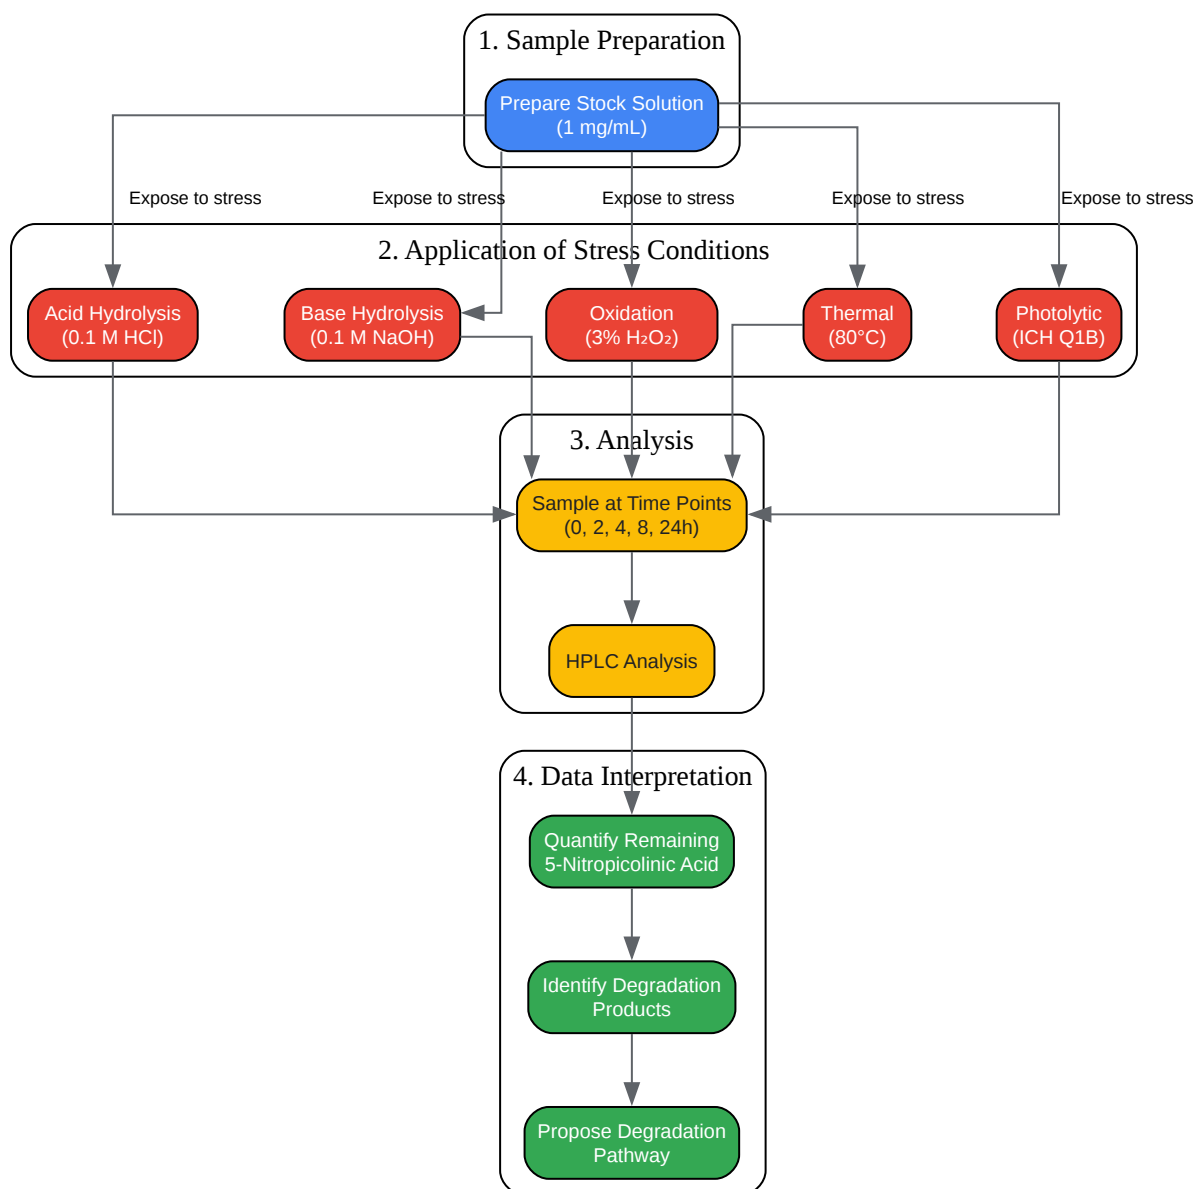 1. Sample Preparation
Prepare Stock Solution
(1 mg/mL)
Expose to stress
Expose to stress
Expose to stress
Expose to stress
Expose to stress
2. Application of Stress Conditions
Acid Hydrolysis
(0.1 M HCl)
Base Hydrolysis
(0.1 M NaOH)
Oxidation
(3% H₂O₂)
Thermal
(80°C)
Photolytic
(ICH Q1B)
3. Analysis
Sample at Time Points
(0, 2, 4, 8, 24h)
HPLC Analysis
4. Data Interpretation
Quantify Remaining
5-Nitropicolinic Acid
Identify Degradation
Products
Propose Degradation
Pathway